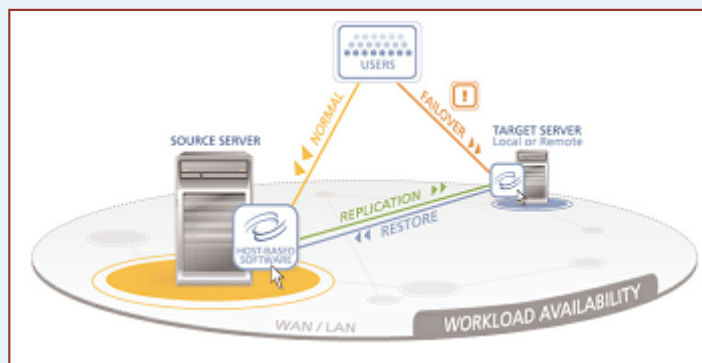 USERS
NORMAL
FAILOVER
!
SOURCE SERVER
TARGET SERVER
Local or Remote
REPLICATION
RESTORE
HOST-BASED
SOFTWARE
WAN / LAN
WORKLOAD AVAILABILITY